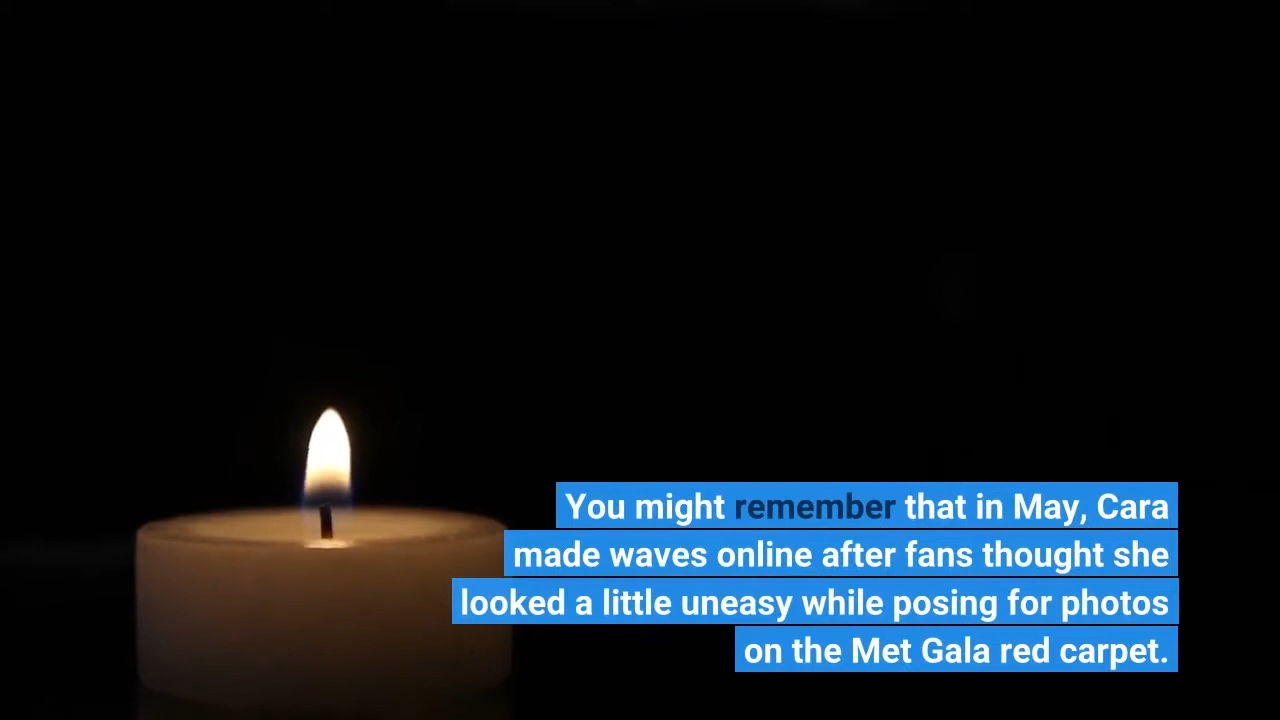 You might remember that in May, Cara
made waves online after fans thought she
looked a little uneasy while posing for photos
on the Met Gala red carpet.